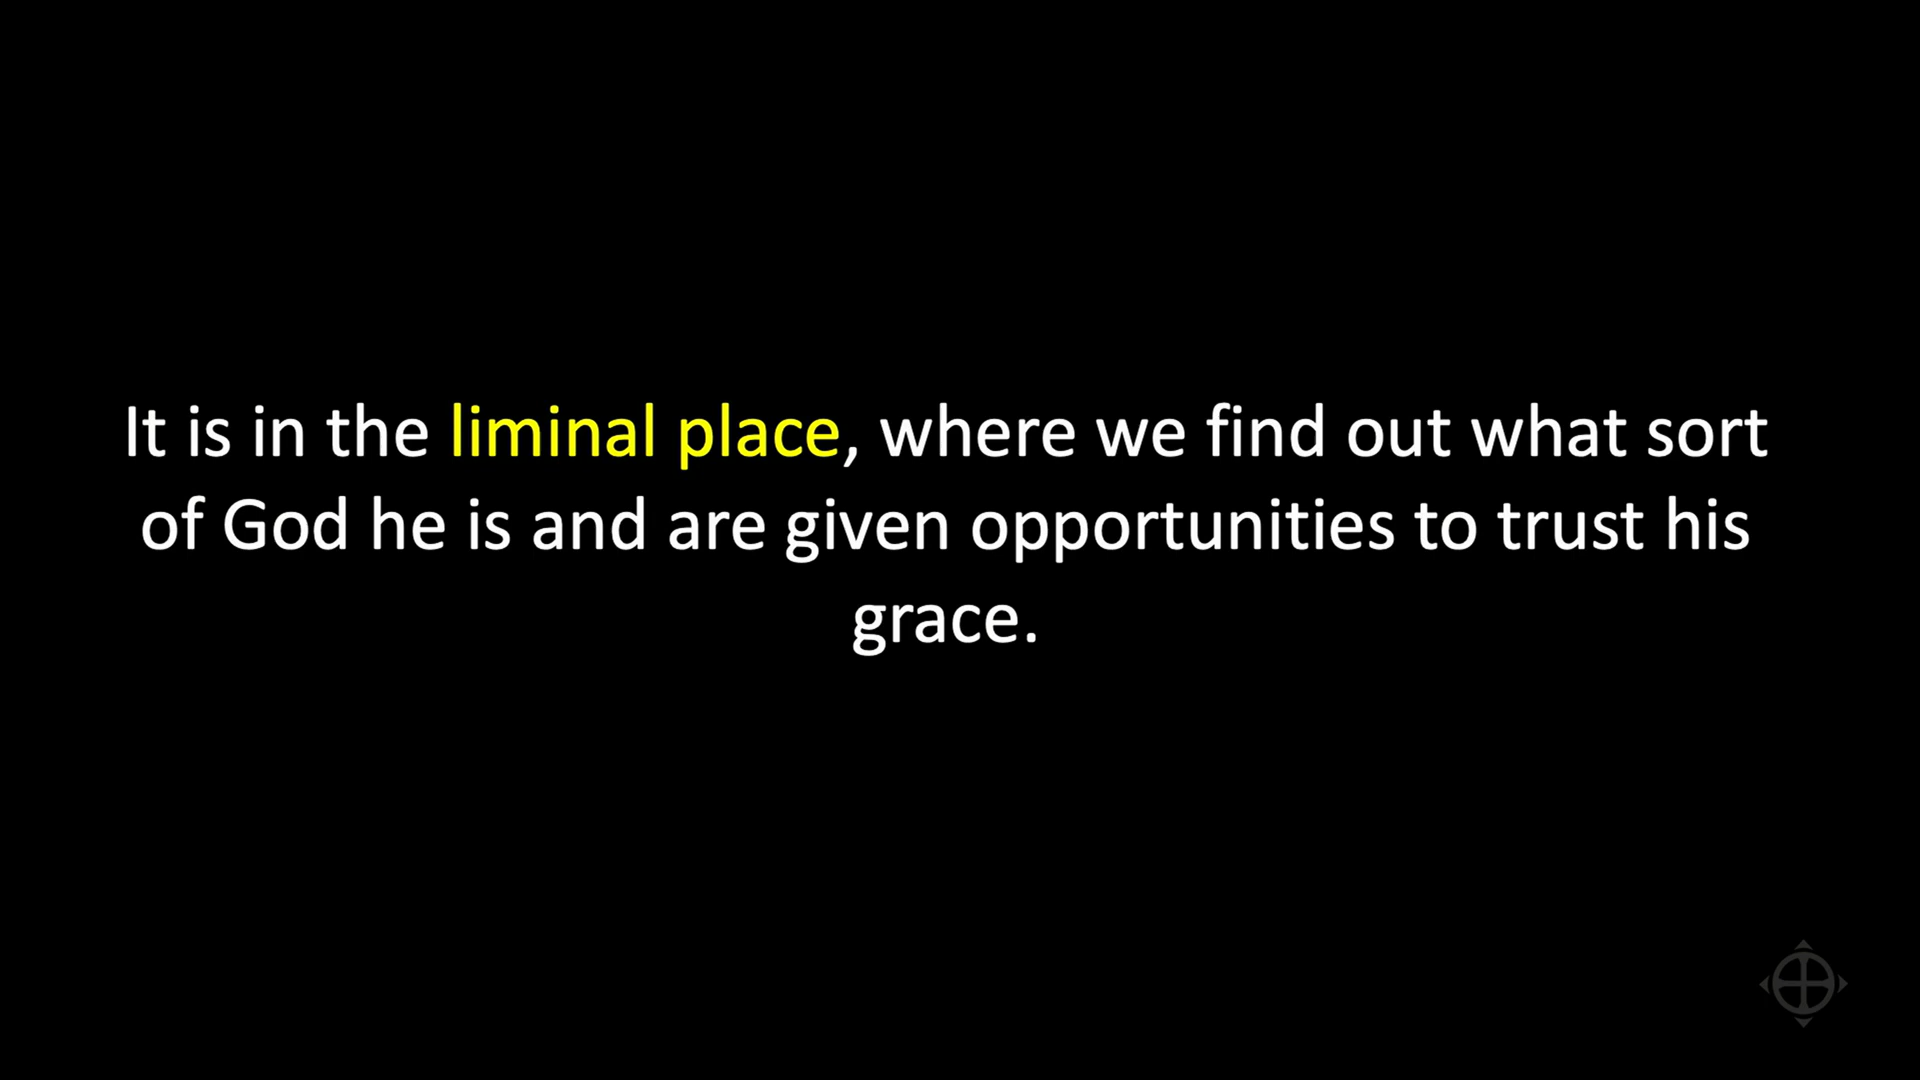 It is in the liminal place, where we find out what sort
of God he is and are given opportunities to trust his
grace.